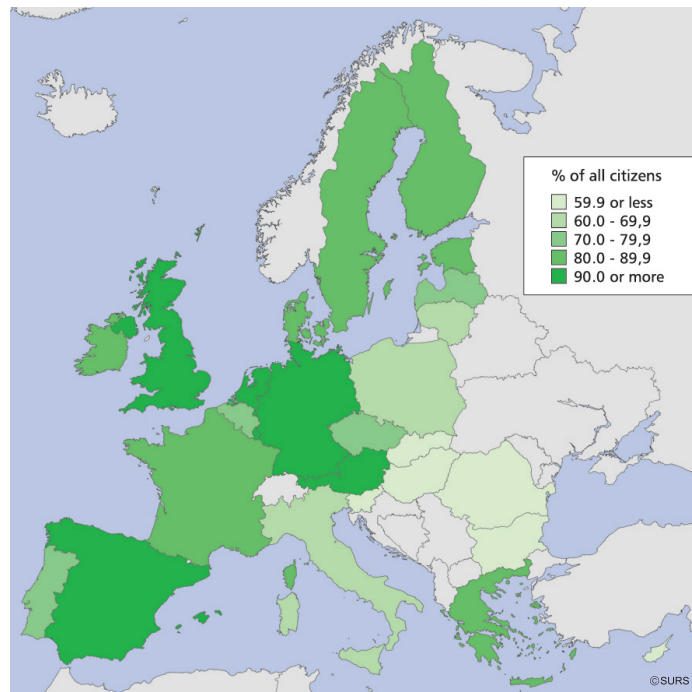 % of all citizens
59.9 or less
60.0 - 69,9
70.0 - 79,9
80.0 - 89,9
90.0 or more
©SURS